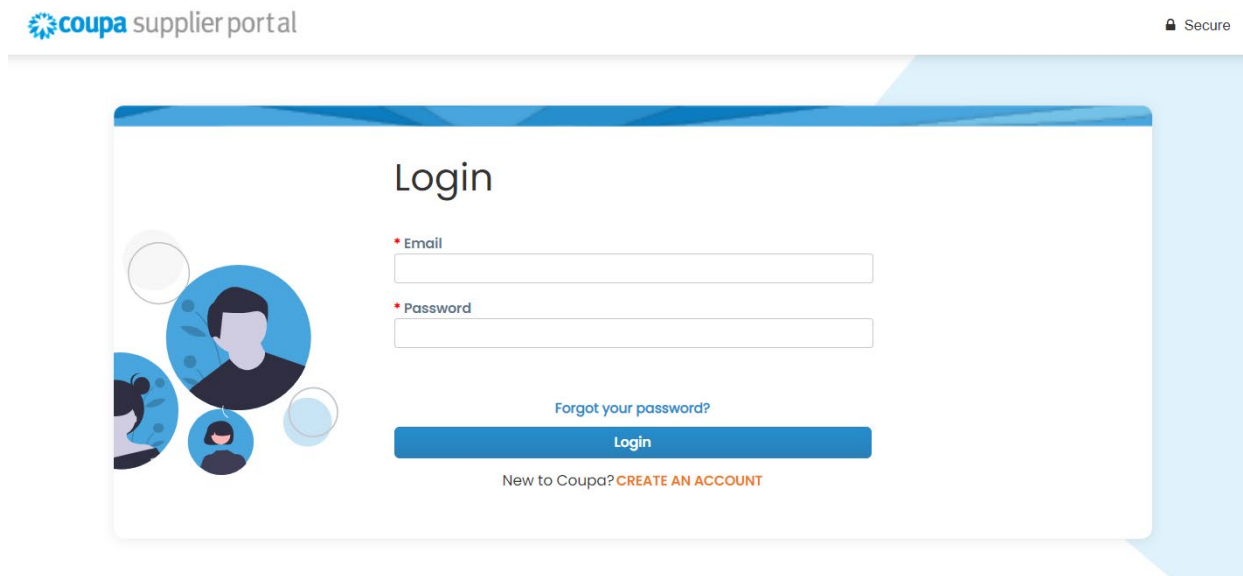 coupa supplier portal
Secure
Login
* Email
* Password
Forgot your password?
Login
New to Coupa? CREATE AN ACCOUNT